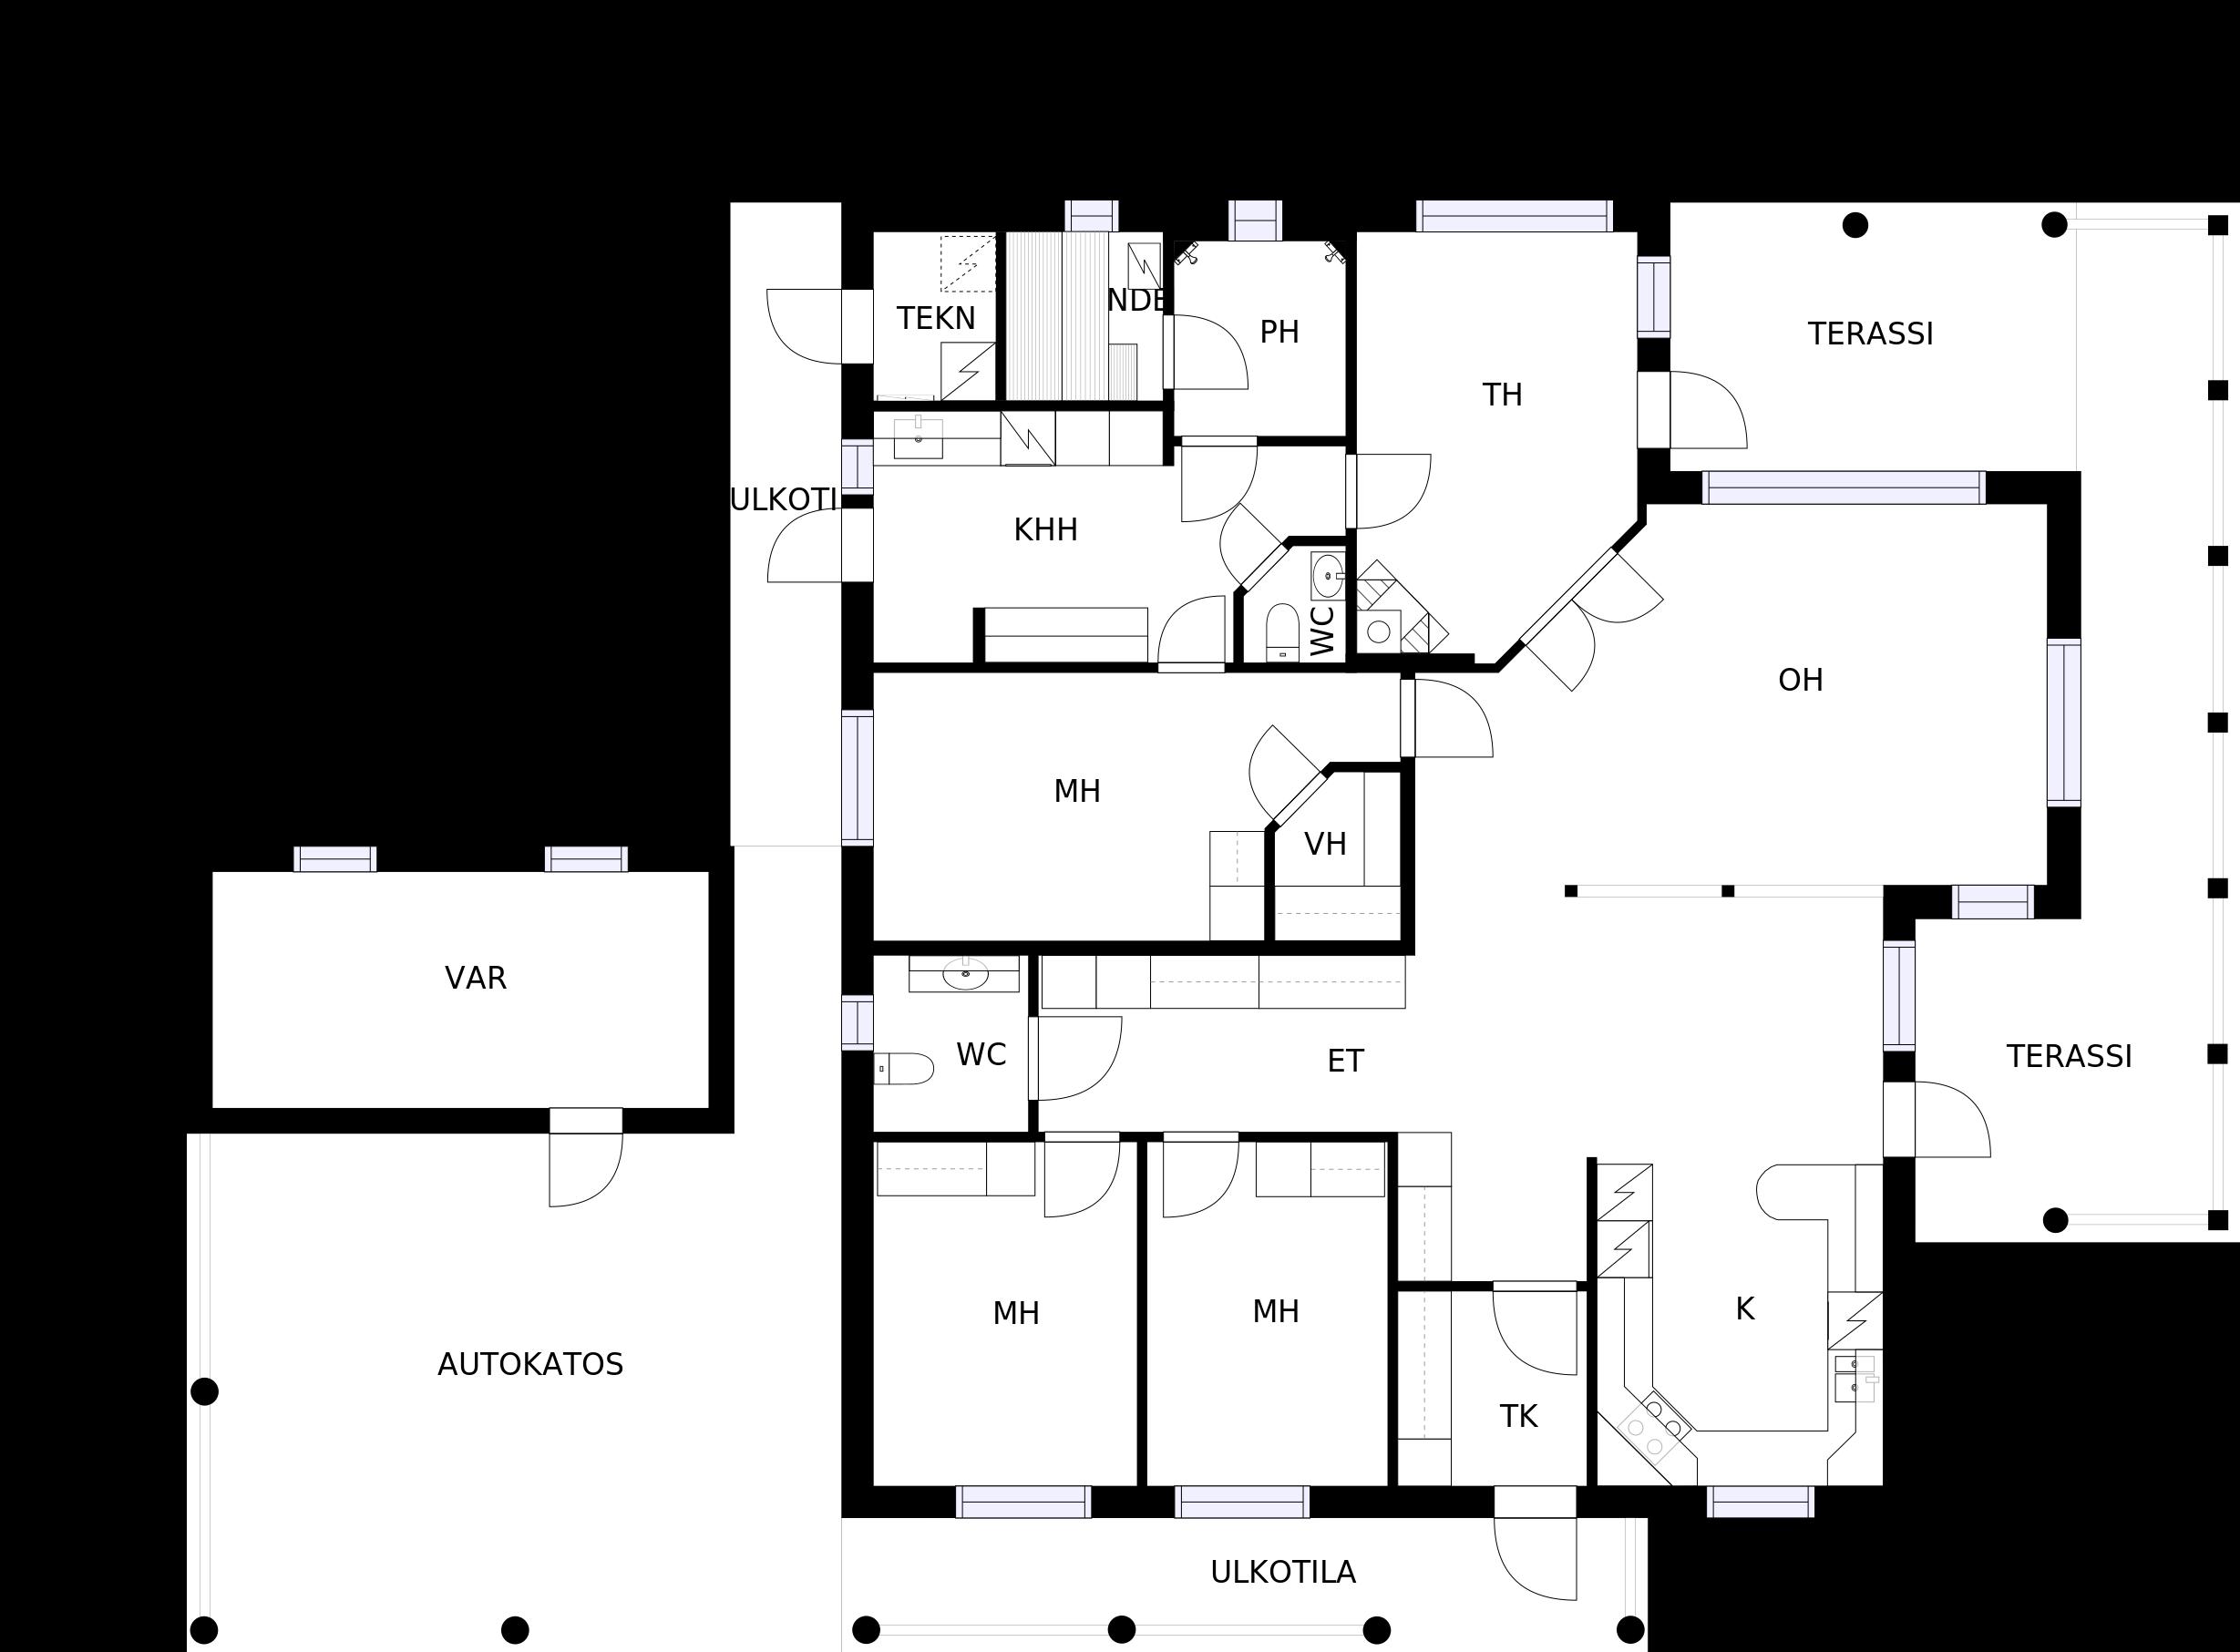 TEKN
NDE
PH
TERASSI
TH
ULKOTI
KHH
WC
OH
MH
VH
VAR
WC
ET
TERASSI
MH
MH
K
AUTOKATOS
TK
ULKOTILA